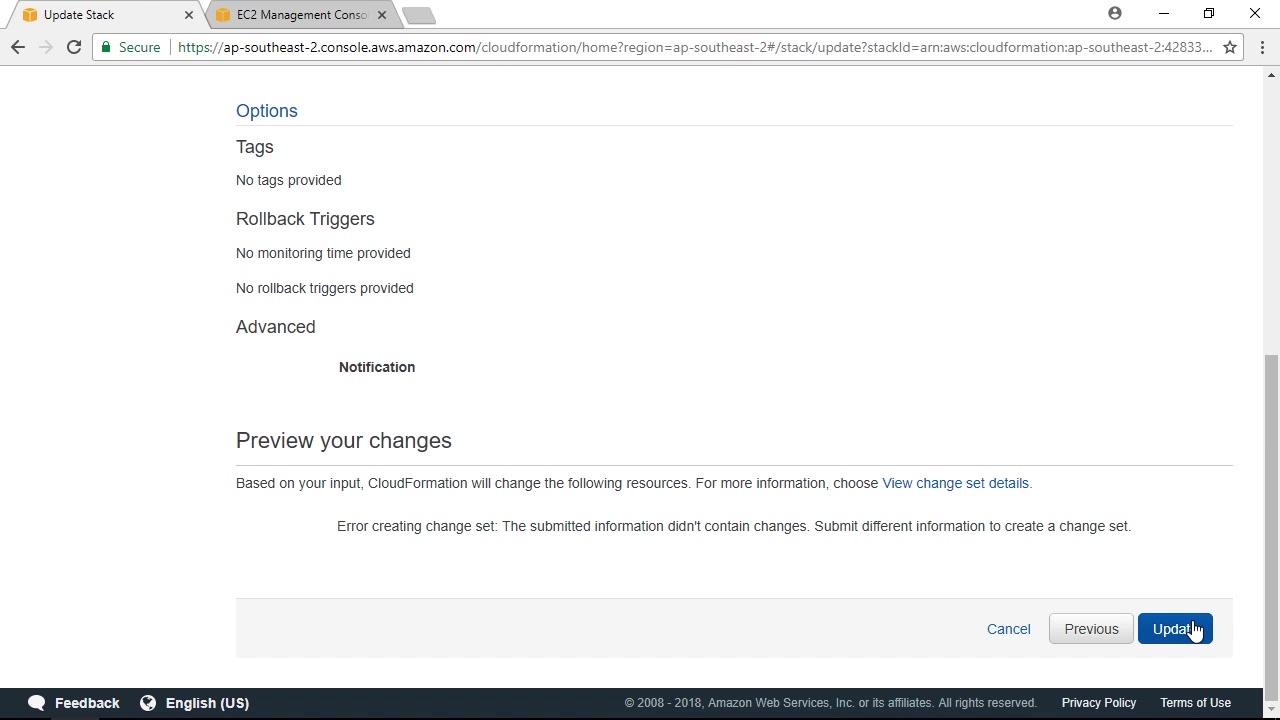 Update Stack
EC2 Management Conso
Secure
https://ap-southeast-2.console.aws.amazon.com/cloudformation/home?region=ap-southeast-2#/stack/update?stackId=arn:aws:cloudformation:ap-southeast-2:42833...
Options
Tags
No tags provided
Rollback Triggers
No monitoring time provided
No rollback triggers provided
Advanced
Notification
Preview your changes
Based on your input, CloudFormation will change the following resources. For more information, choose View change set details.
Error creating change set: The submitted information didn't contain changes. Submit different information to create a change set.
Cancel Previous Update
Feedback English (US) © 2008 - 2018, Amazon Web Services, Inc. or its affiliates. All rights reserved. Privacy Policy Terms of Use